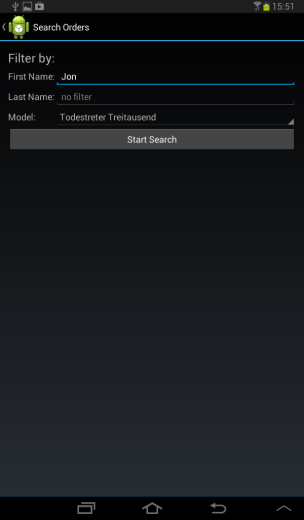 15:51
Search Orders
Filter by:
First Name: Jon
Last Name: no filter
Model: Todestreter Treitausend
Start Search